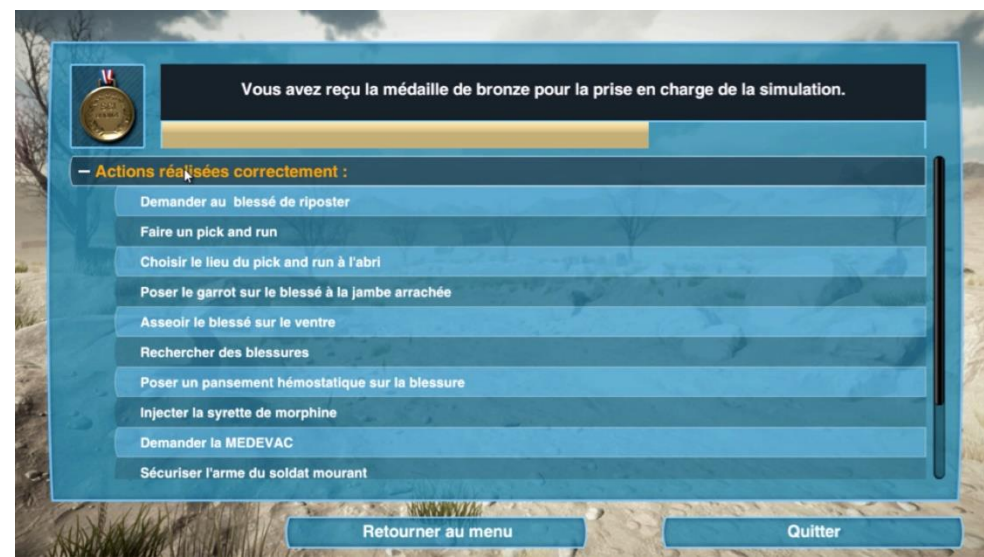 Vous avez reçu la médaille de bronze pour la prise en charge de la simulation.
– Actions réalisées correctement :
Demander au blessé de riposter
Faire un pick and run
Choisir le lieu du pick and run à l'abri
Poser le garrot sur le blessé à la jambe arrachée
Asseoir le blessé sur le ventre
Rechercher des blessures
Poser un pansement hémostatique sur la blessure
Injecter la syrette de morphine
Demander la MEDEVAC
Sécuriser l'arme du soldat mourant
Retourner au menu
Quitter